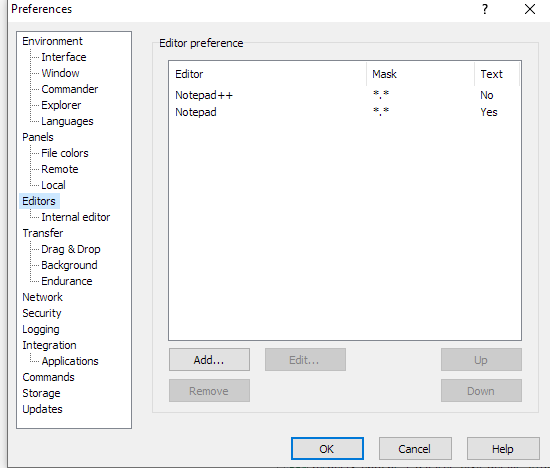 Preferences
?
Environment
Interface
Window
Commander
Explorer
Languages
Panels
File colors
Remote
Local
Editors
Internal editor
Transfer
Drag & Drop
Background
Endurance
Network
Security
Logging
Integration
Applications
Commands
Storage
Updates
Editor preference
Editor Mask Text
Notepad++ *.* No
Notepad *.* Yes
Add... Edit... Up
Remove Down
OK Cancel Help